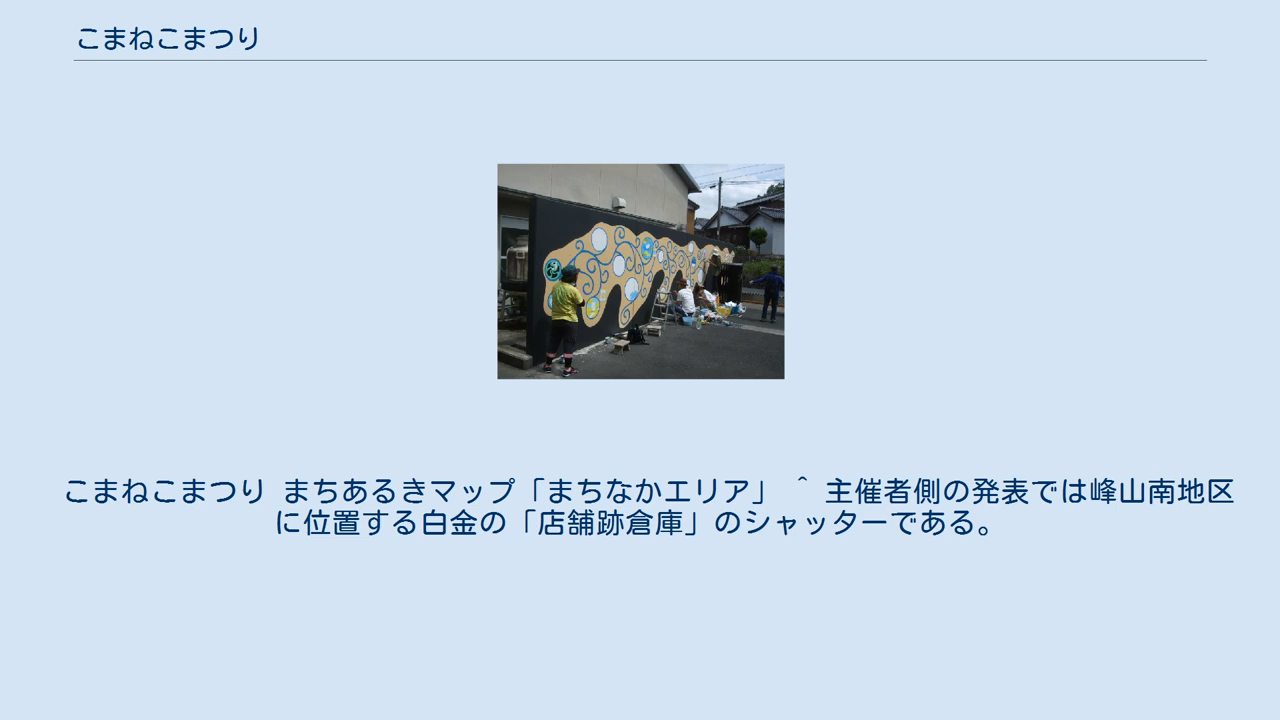 こまねこまつり
こまねこまつり まちあるきマップ「まちなかエリア」 ^ 主催者側の発表では峰山南地区
に位置する白金の「店舗跡倉庫」のシャッターである。